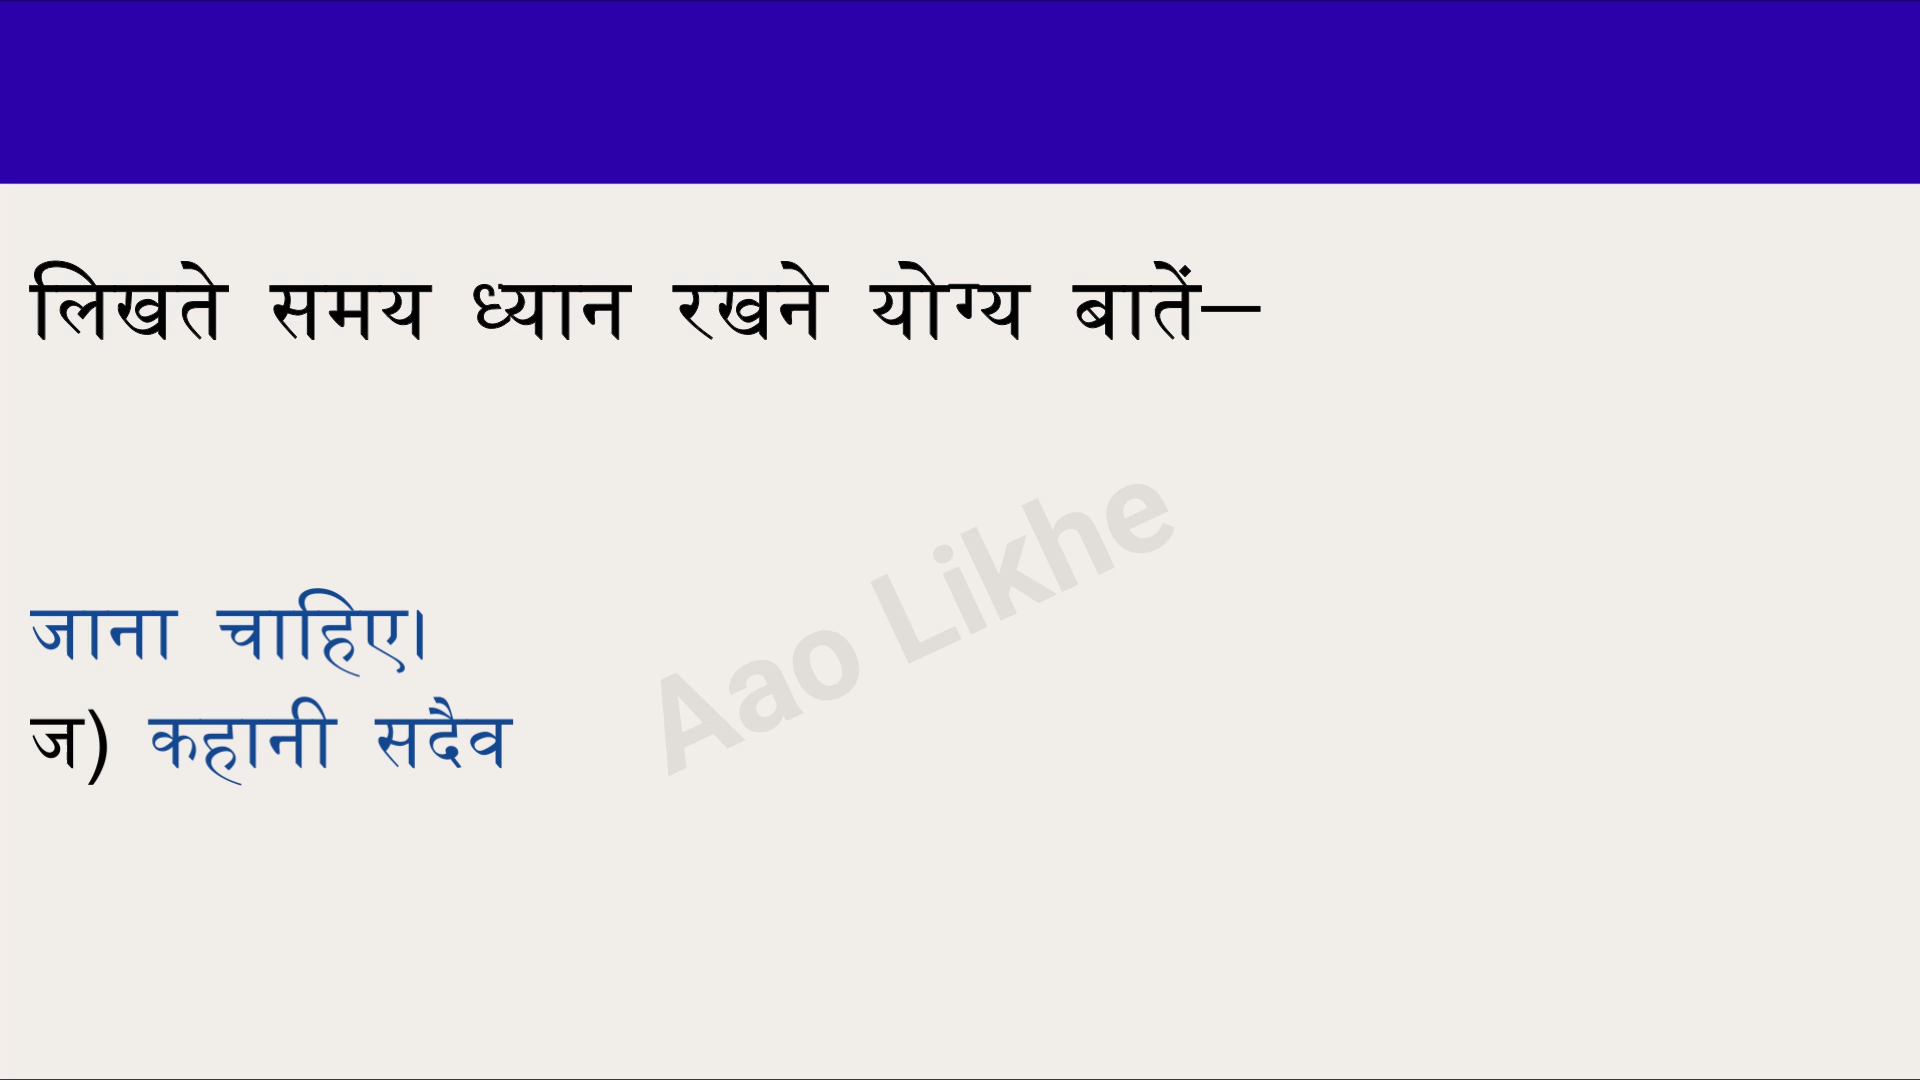 लिखते समय ध्यान रखने योग्य बातें—
Aao Likhe
जाना चाहिए।
ज) कहानी सदैव